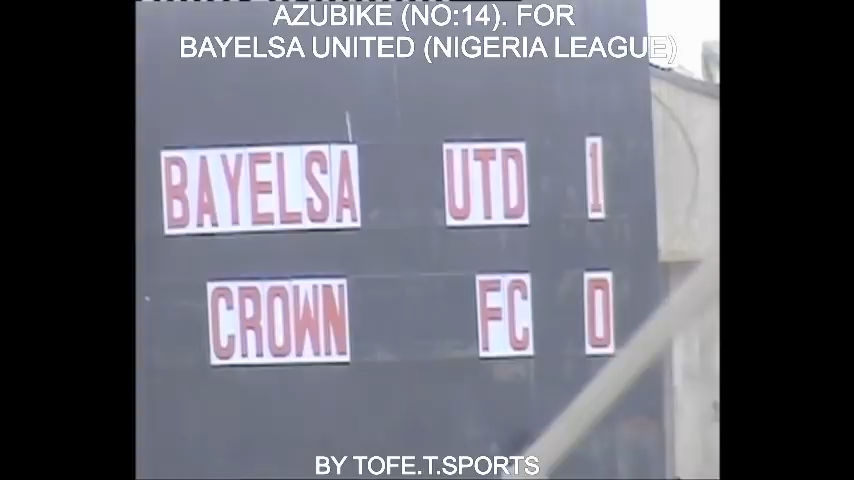 AZUBIKE (NO:14). FOR
BAYELSA UNITED (NIGERIA LEAGUE)
BAYELSA UTD 1
CROWN FC 0
BY TOFE.T.SPORTS